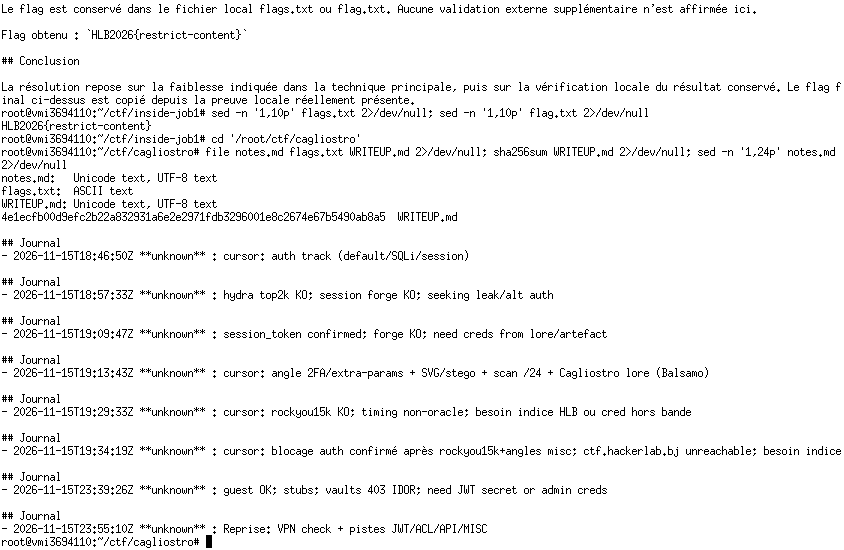 Le flag est conservé dans le fichier local flags.txt ou flag.txt. Aucune validation externe supplémentaire n'est affirmée ici.
Flag obtenu : `HLB2026{restrict-content}`
## Conclusion
La résolution repose sur la faiblesse indiquée dans la technique principale, puis sur la vérification locale du résultat conservé. Le flag f
inal ci-dessus est copié depuis la preuve locale réellement présente.
root@vmi3694110:~/ctf/inside-job1# sed -n '1,10p' flags.txt 2>/dev/null; sed -n '1,10p' flag.txt 2>/dev/null
HLB2026{restrict-content}
root@vmi3694110:~/ctf/inside-job1# cd '/root/ctf/cagliostro'
root@vmi3694110:~/ctf/cagliostro# file notes.md flags.txt WRITEUP.md 2>/dev/null; sha256sum WRITEUP.md 2>/dev/null; sed -n '1,24p' notes.md
2>/dev/null
notes.md:   Unicode text, UTF-8 text
flags.txt:  ASCII text
WRITEUP.md: Unicode text, UTF-8 text
4e1ecfb00d9efc2b22a832931a6e2e2971fdb3296001e8c2674e67b5490ab8a5  WRITEUP.md
## Journal
- 2026-11-15T18:46:50Z **unknown** : cursor: auth track (default/SQLi/session)
## Journal
- 2026-11-15T18:57:33Z **unknown** : hydra top2k KO; session forge KO; seeking leak/alt auth
## Journal
- 2026-11-15T19:09:47Z **unknown** : session_token confirmed; forge KO; need creds from lore/artefact
## Journal
- 2026-11-15T19:13:43Z **unknown** : cursor: angle 2FA/extra-params + SVG/stego + scan /24 + Cagliostro lore (Balsamo)
## Journal
- 2026-11-15T19:29:33Z **unknown** : cursor: rockyou15k KO; timing non-oracle; besoin indice HLB ou cred hors bande
## Journal
- 2026-11-15T19:34:19Z **unknown** : cursor: blocage auth confirmé après rockyou15k+angles misc; ctf.hackerlab.bj unreachable; besoin indice
## Journal
- 2026-11-15T23:39:26Z **unknown** : guest OK; stubs; vaults 403 IDOR; need JWT secret or admin creds
## Journal
- 2026-11-15T23:55:10Z **unknown** : Reprise: VPN check + pistes JWT/ACL/API/MISC
root@vmi3694110:~/ctf/cagliostro#